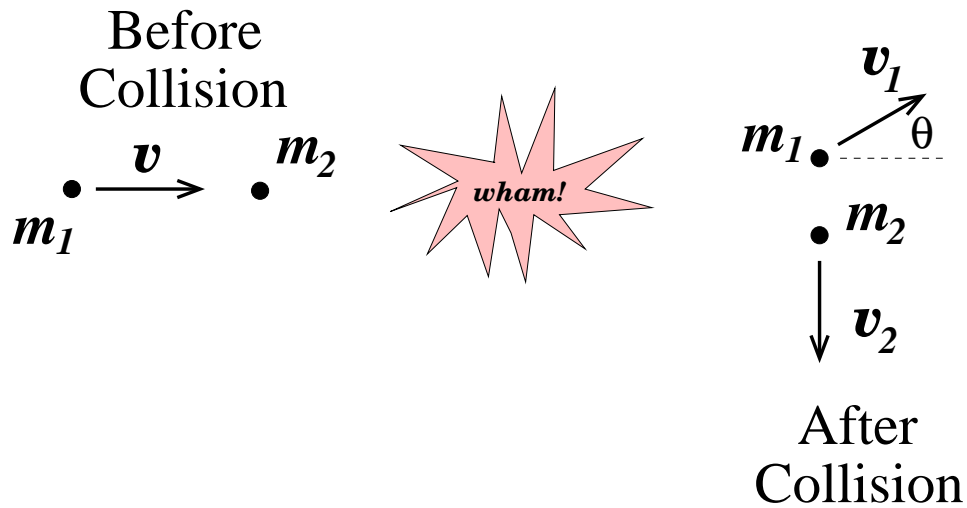 Before
Collision
v
m2
m1
wham!
v1
m1
θ
m2
v2
After
Collision